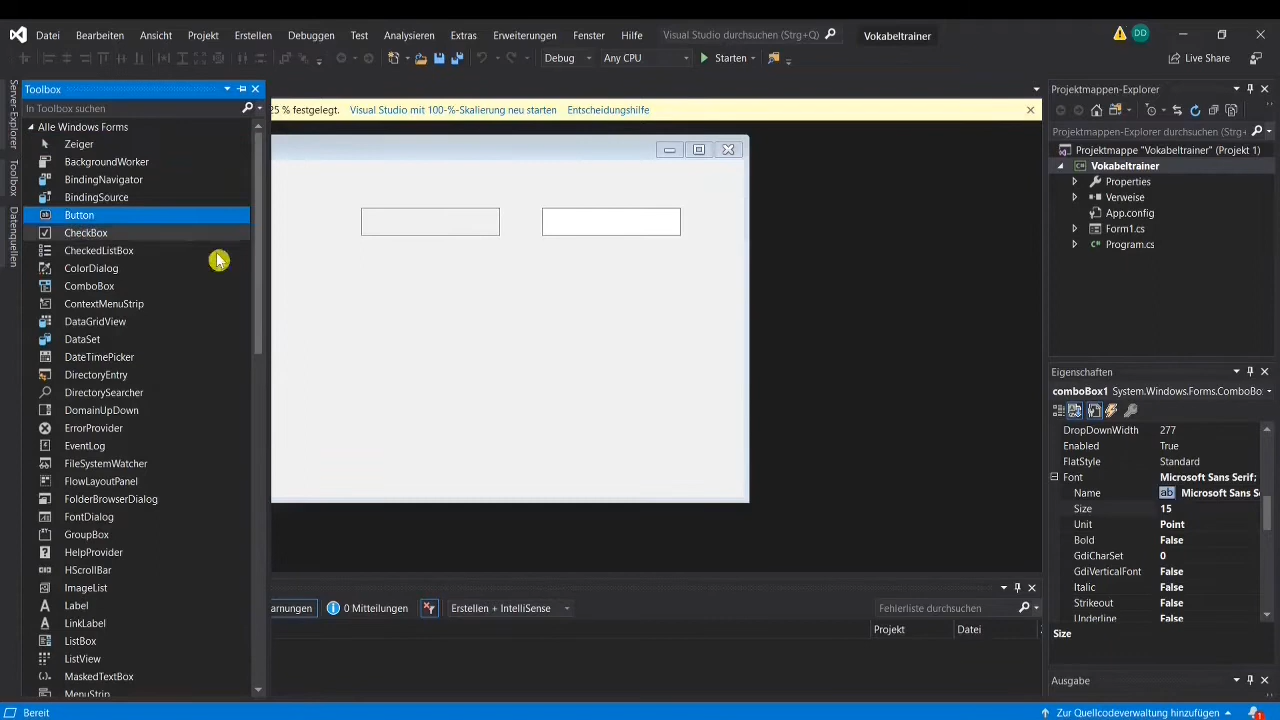 Datei Bearbeiten Ansicht Projekt Erstellen Debuggen Test Analysieren Extras Erweiterungen Fenster Hilfe Visual Studio durchsuchen (Strg+Q) Vokabeltrainer DD
Debug Any CPU Starten Live Share
Server-Explorer
Toolbox
Datenquellen
Toolbox
In Toolbox suchen
Alle Windows Forms
Zeiger
BackgroundWorker
BindingNavigator
BindingSource
Button
CheckBox
CheckedListBox
ColorDialog
ComboBox
ContextMenuStrip
DataGridView
DataSet
DateTimePicker
DirectoryEntry
DirectorySearcher
DomainUpDown
ErrorProvider
EventLog
FileSystemWatcher
FlowLayoutPanel
FolderBrowserDialog
FontDialog
GroupBox
HelpProvider
HScrollBar
ImageList
Label
LinkLabel
ListBox
ListView
MaskedTextBox
MenuStrip
25 % festgelegt. Visual Studio mit 100-%-Skalierung neu starten Entscheidungshilfe
arnungen 0 Mitteilungen Erstellen + IntelliSense Fehlerliste durchsuchen
Projekt Datei
Projektmappen-Explorer
Projektmappen-Explorer durchsuchen (Strg+
Projektmappe "Vokabeltrainer" (Projekt 1)
Vokabeltrainer
Properties
Verweise
App.config
Form1.cs
Program.cs
Eigenschaften
comboBox1 System.Windows.Forms.ComboBo
DropDownWidth 277
Enabled True
FlatStyle Standard
Font Microsoft Sans Serif;
Name ab Microsoft Sans S
Size 15
Unit Point
Bold False
GdiCharSet 0
GdiVerticalFont False
Italic False
Strikeout False
Underline False
Size
Ausgabe
Bereit Zur Quellcodeverwaltung hinzufügen 1